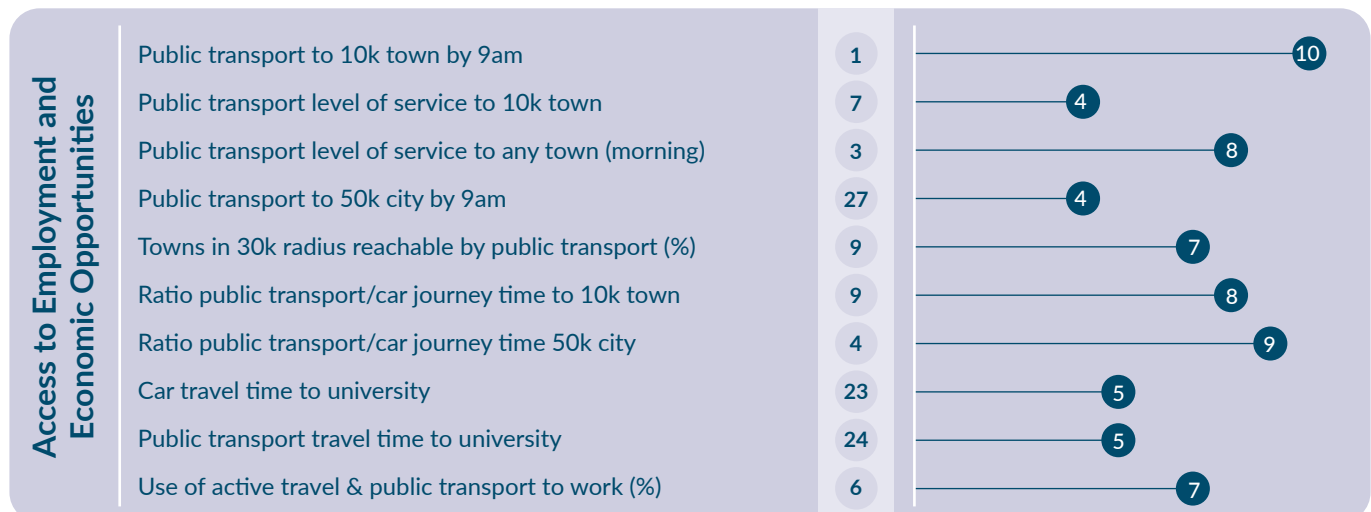 Access to Employment and
Economic Opportunities
Public transport to 10k town by 9am 1 10
Public transport level of service to 10k town 7 4
Public transport level of service to any town (morning) 3 8
Public transport to 50k city by 9am 27 4
Towns in 30k radius reachable by public transport (%) 9 7
Ratio public transport/car journey time to 10k town 9 8
Ratio public transport/car journey time 50k city 4 9
Car travel time to university 23 5
Public transport travel time to university 24 5
Use of active travel & public transport to work (%) 6 7